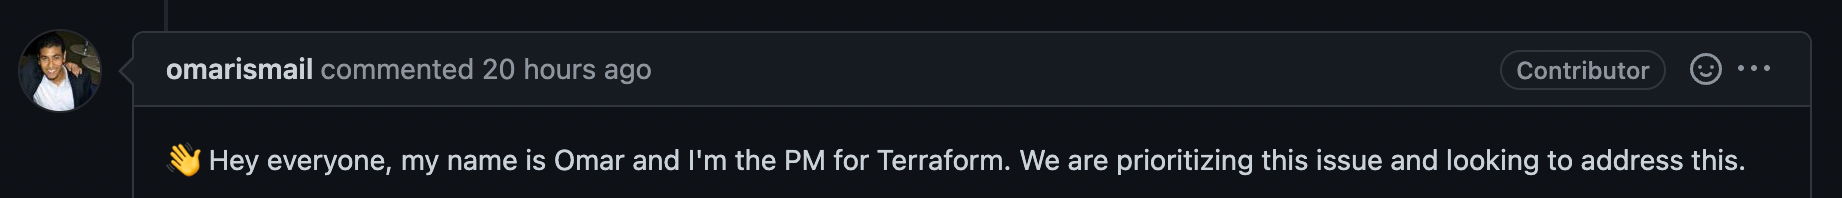 omarismail commented 20 hours ago Contributor
👋 Hey everyone, my name is Omar and I'm the PM for Terraform. We are prioritizing this issue and looking to address this.